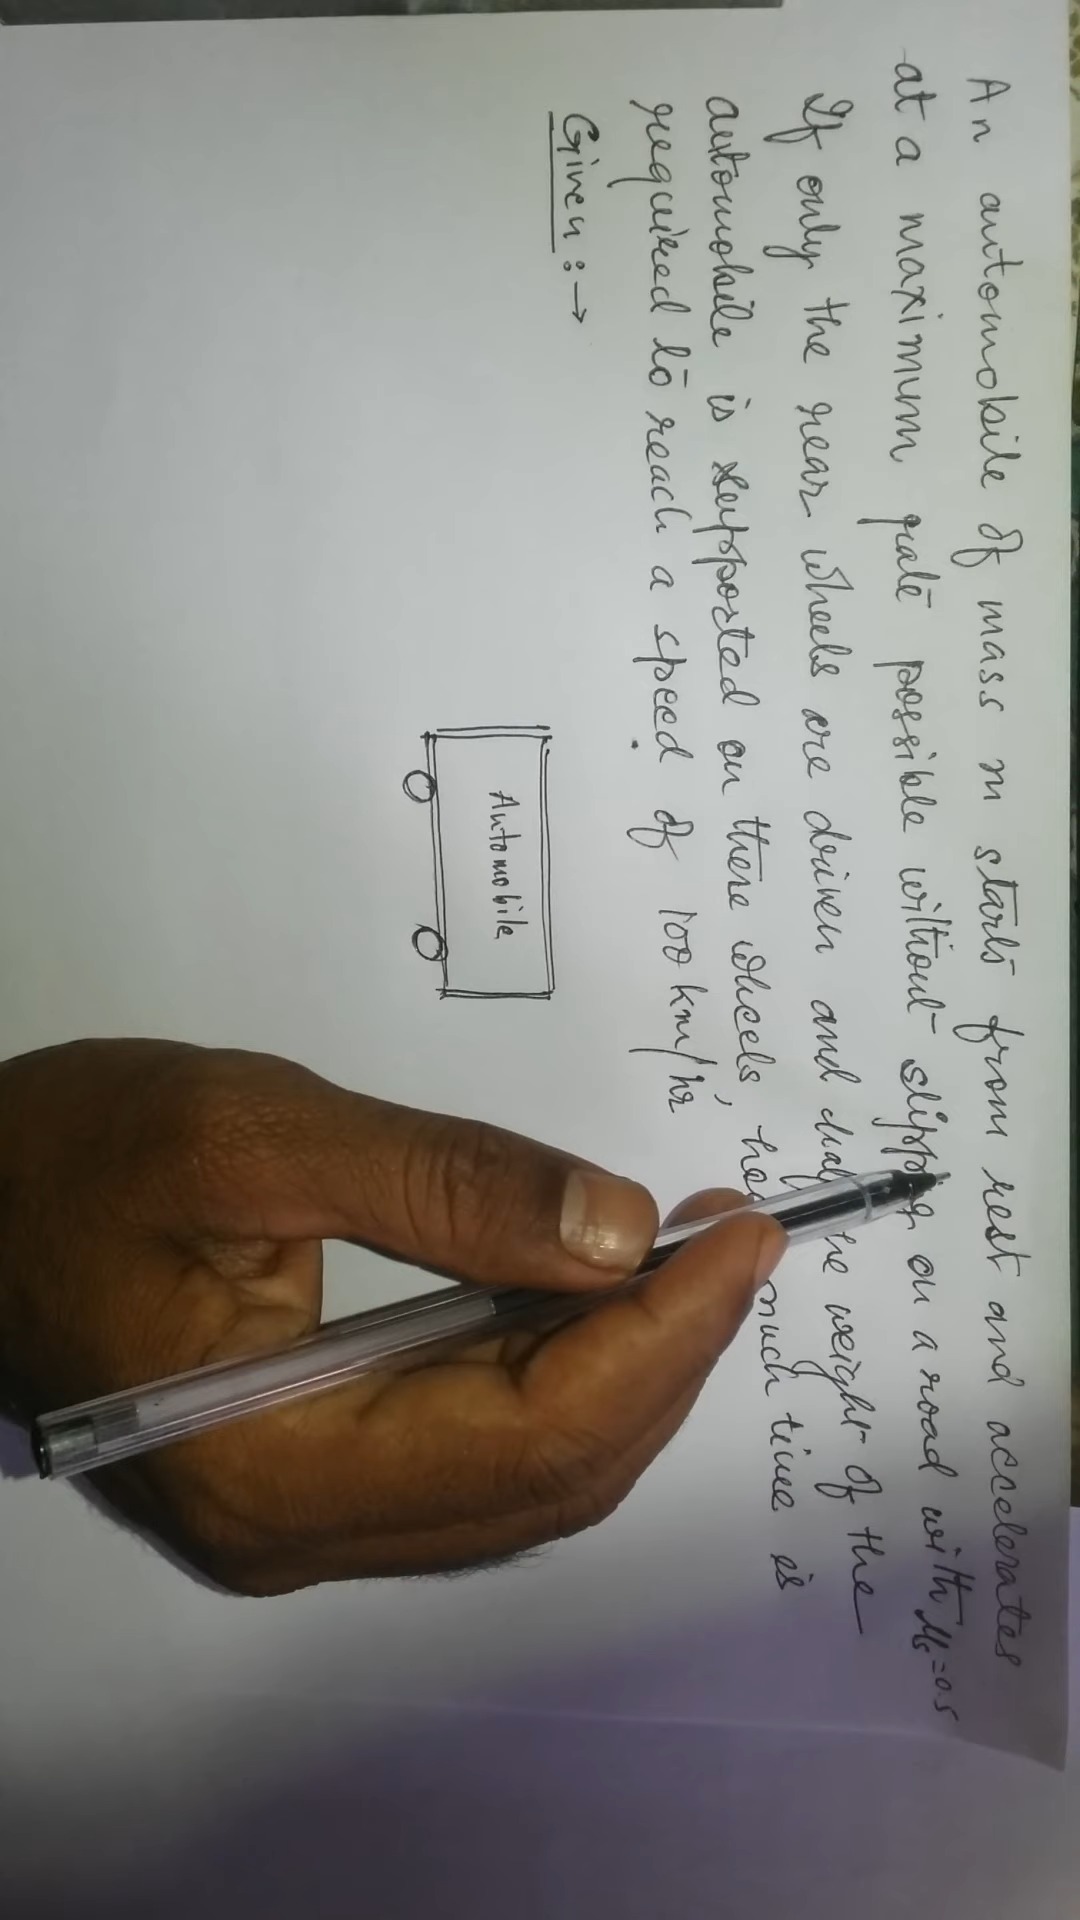 An automobile of mass m starts from rest and accelerates
at a maximum rate possible without slipping on a road with μs=0.5
If only the rear wheels are driven and half the weight of the
automobile is supported on there wheels, how much time is
required to reach a speed of 100 km/hr
Given :→
Automobile